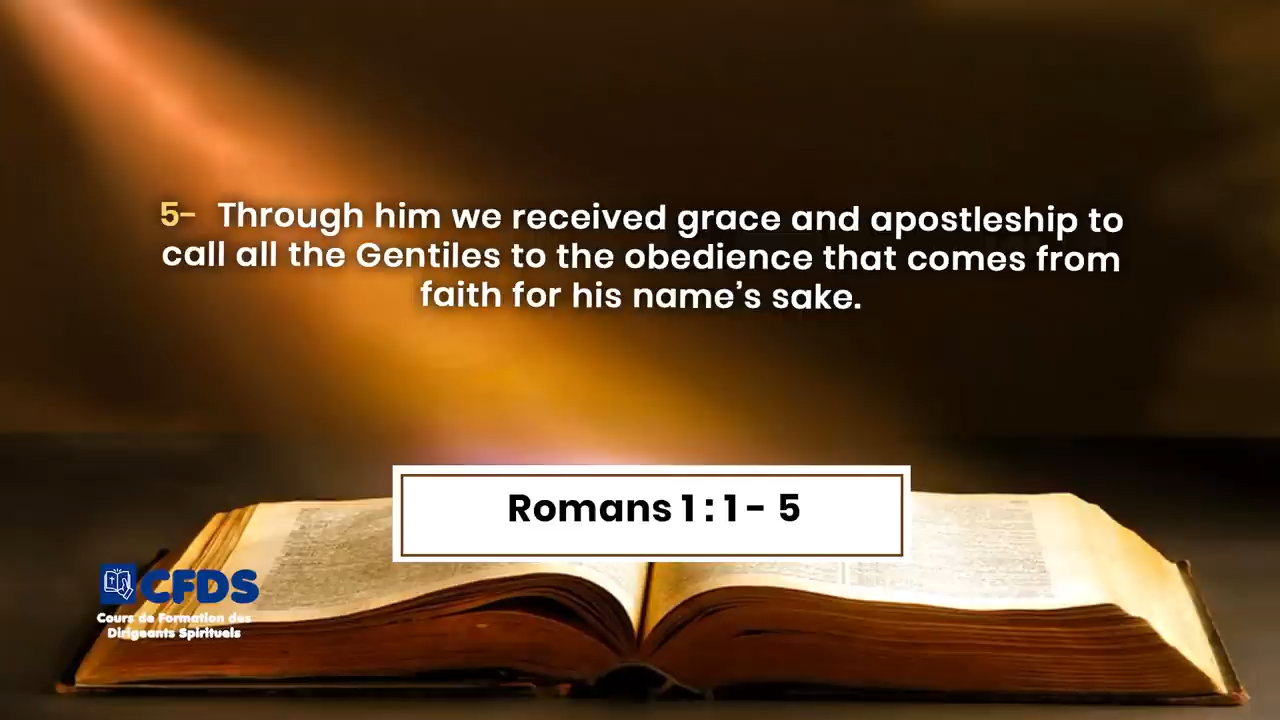 5- Through him we received grace and apostleship to
call all the Gentiles to the obedience that comes from
faith for his name's sake.
Romans 1 : 1 - 5
CFDS
Cours de Formation des
Dirigeants Spirituels